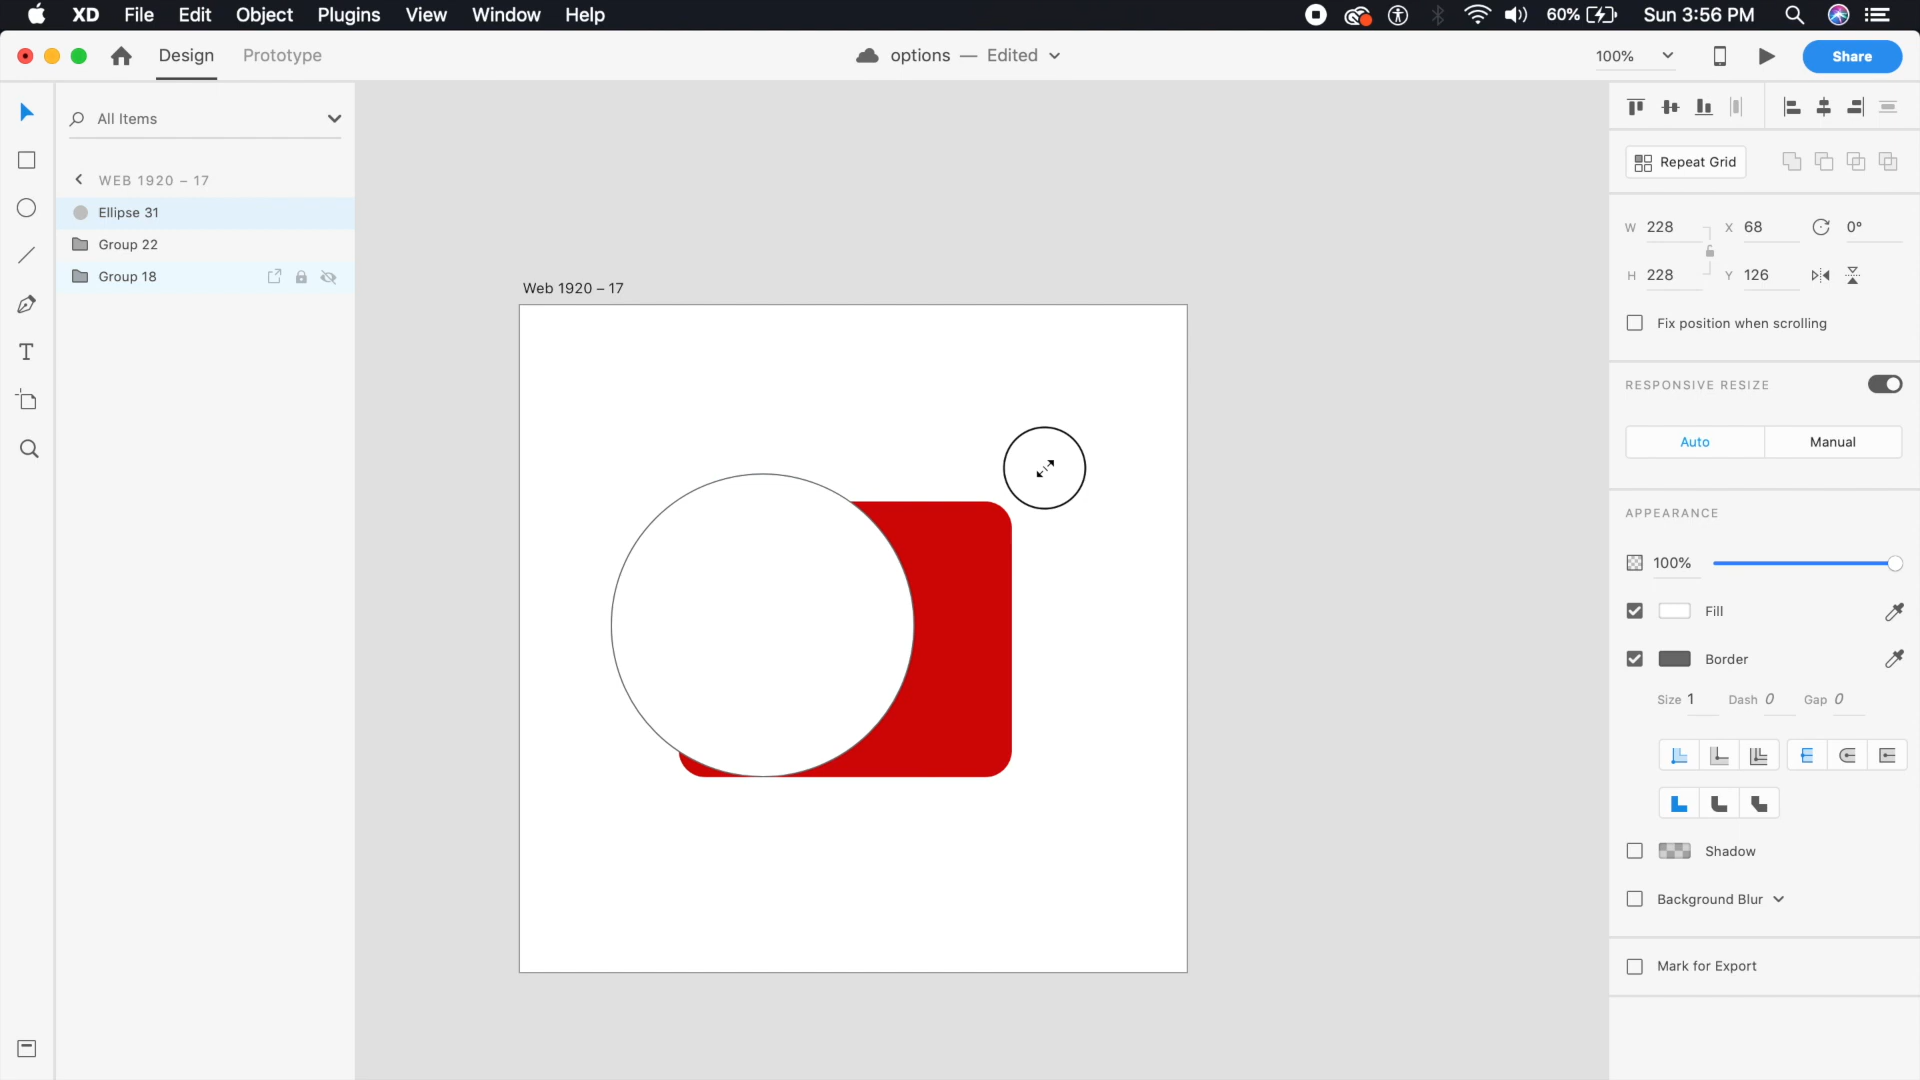 XD File Edit Object Plugins View Window Help 60% Sun 3:56 PM
Design Prototype options — Edited 100% Share
All Items
WEB 1920 – 17
Ellipse 31
Group 22
Group 18
Web 1920 – 17
Repeat Grid
W 228 X 68 0°
H 228 Y 126
Fix position when scrolling
RESPONSIVE RESIZE
Auto Manual
APPEARANCE
100%
Fill
Border
Size 1 Dash 0 Gap 0
Shadow
Background Blur
Mark for Export